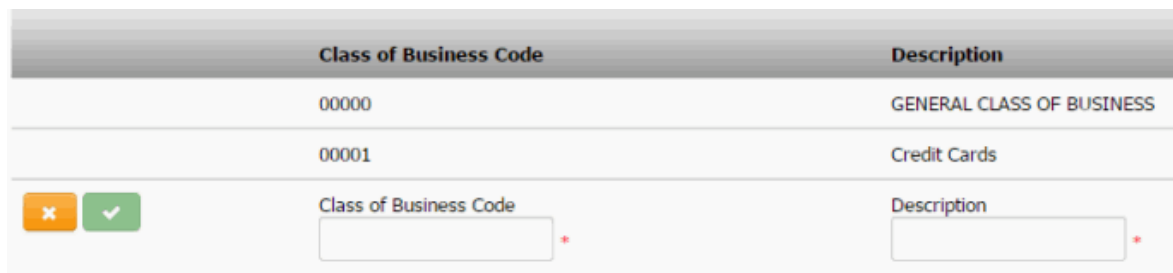 Class of Business Code Description
00000 GENERAL CLASS OF BUSINESS
00001 Credit Cards
Class of Business Code Description
* *